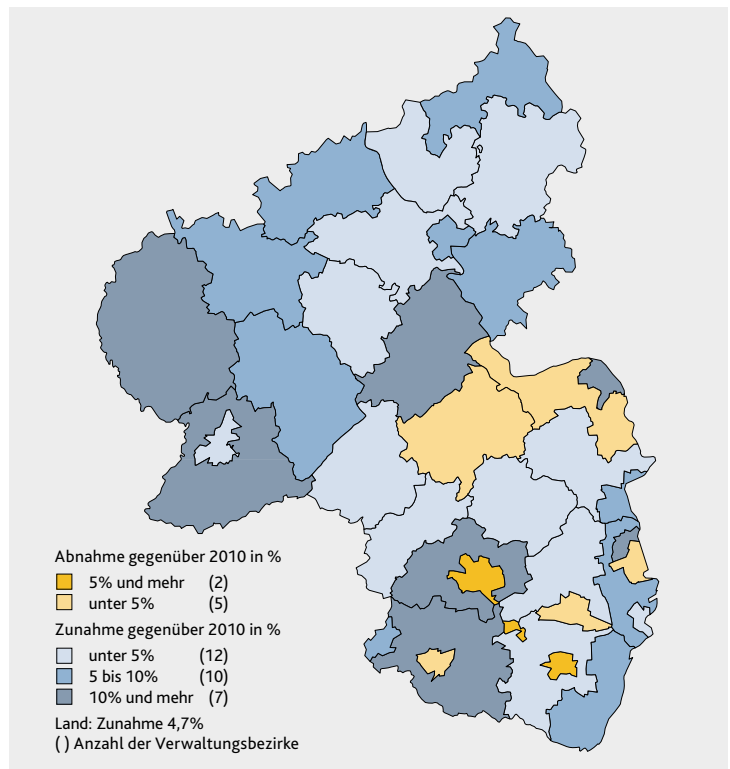 Abnahme gegenüber 2010 in %
5% und mehr (2)
unter 5% (5)
Zunahme gegenüber 2010 in %
unter 5% (12)
5 bis 10% (10)
10% und mehr (7)
Land: Zunahme 4,7%
( ) Anzahl der Verwaltungsbezirke